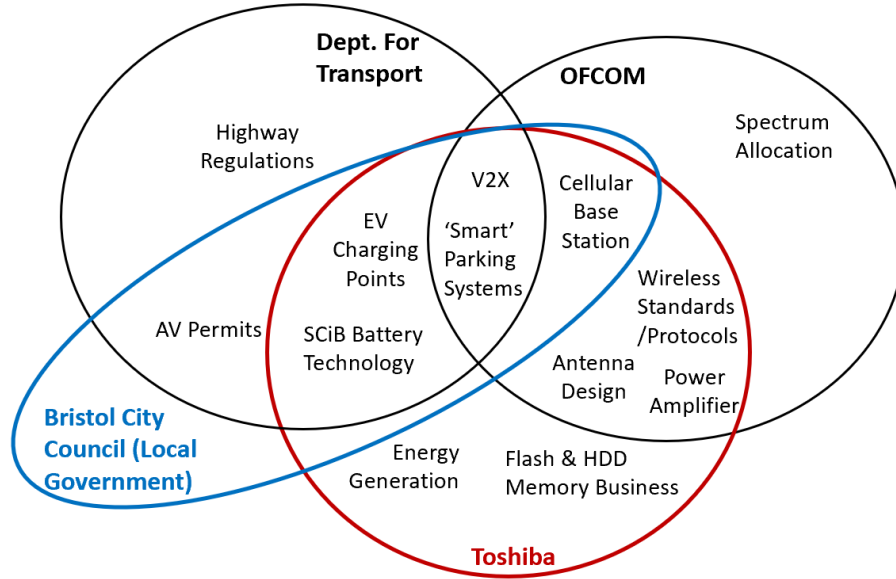 Dept. For
Transport
OFCOM
Highway
Regulations
Spectrum
Allocation
V2X
Cellular
Base
Station
EV
Charging
Points
‘Smart’
Parking
Systems
Wireless
Standards
/Protocols
AV Permits
SCiB Battery
Technology
Antenna
Design
Power
Amplifier
Bristol City
Council (Local
Government)
Energy
Generation
Flash & HDD
Memory Business
Toshiba